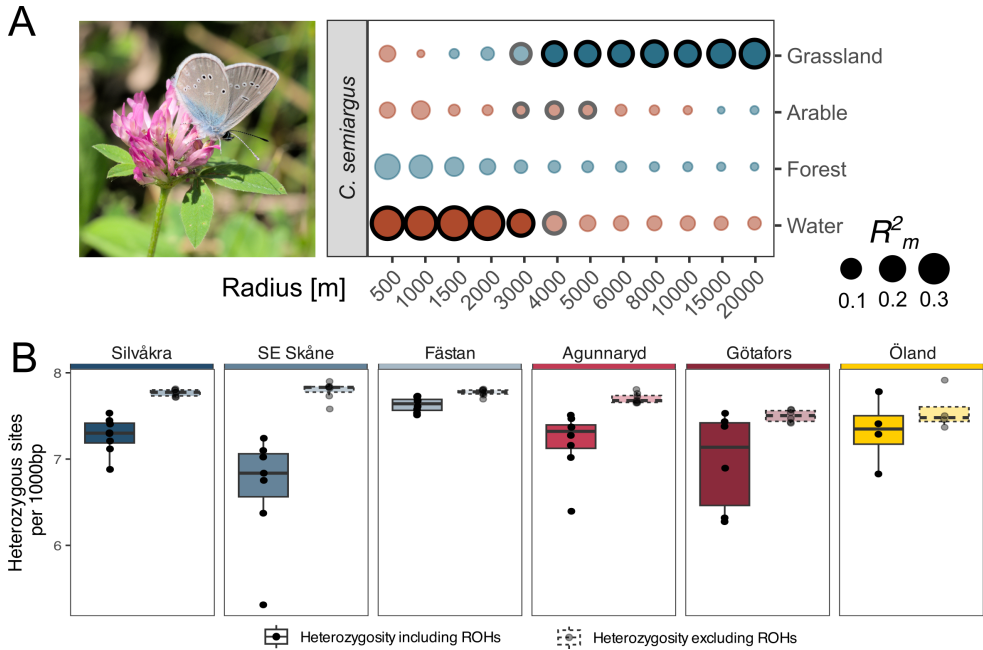 A
C. semiargus
Grassland
Arable
Forest
Water
Radius [m]
500
1000
1500
2000
3000
4000
5000
6000
8000
10000
15000
20000
R²m
0.1 0.2 0.3
B
Silvåkra SE Skåne Fästan Agunnaryd Götafors Öland
Heterozygous sites
per 1000bp
8
7
6
Heterozygosity including ROHs Heterozygosity excluding ROHs